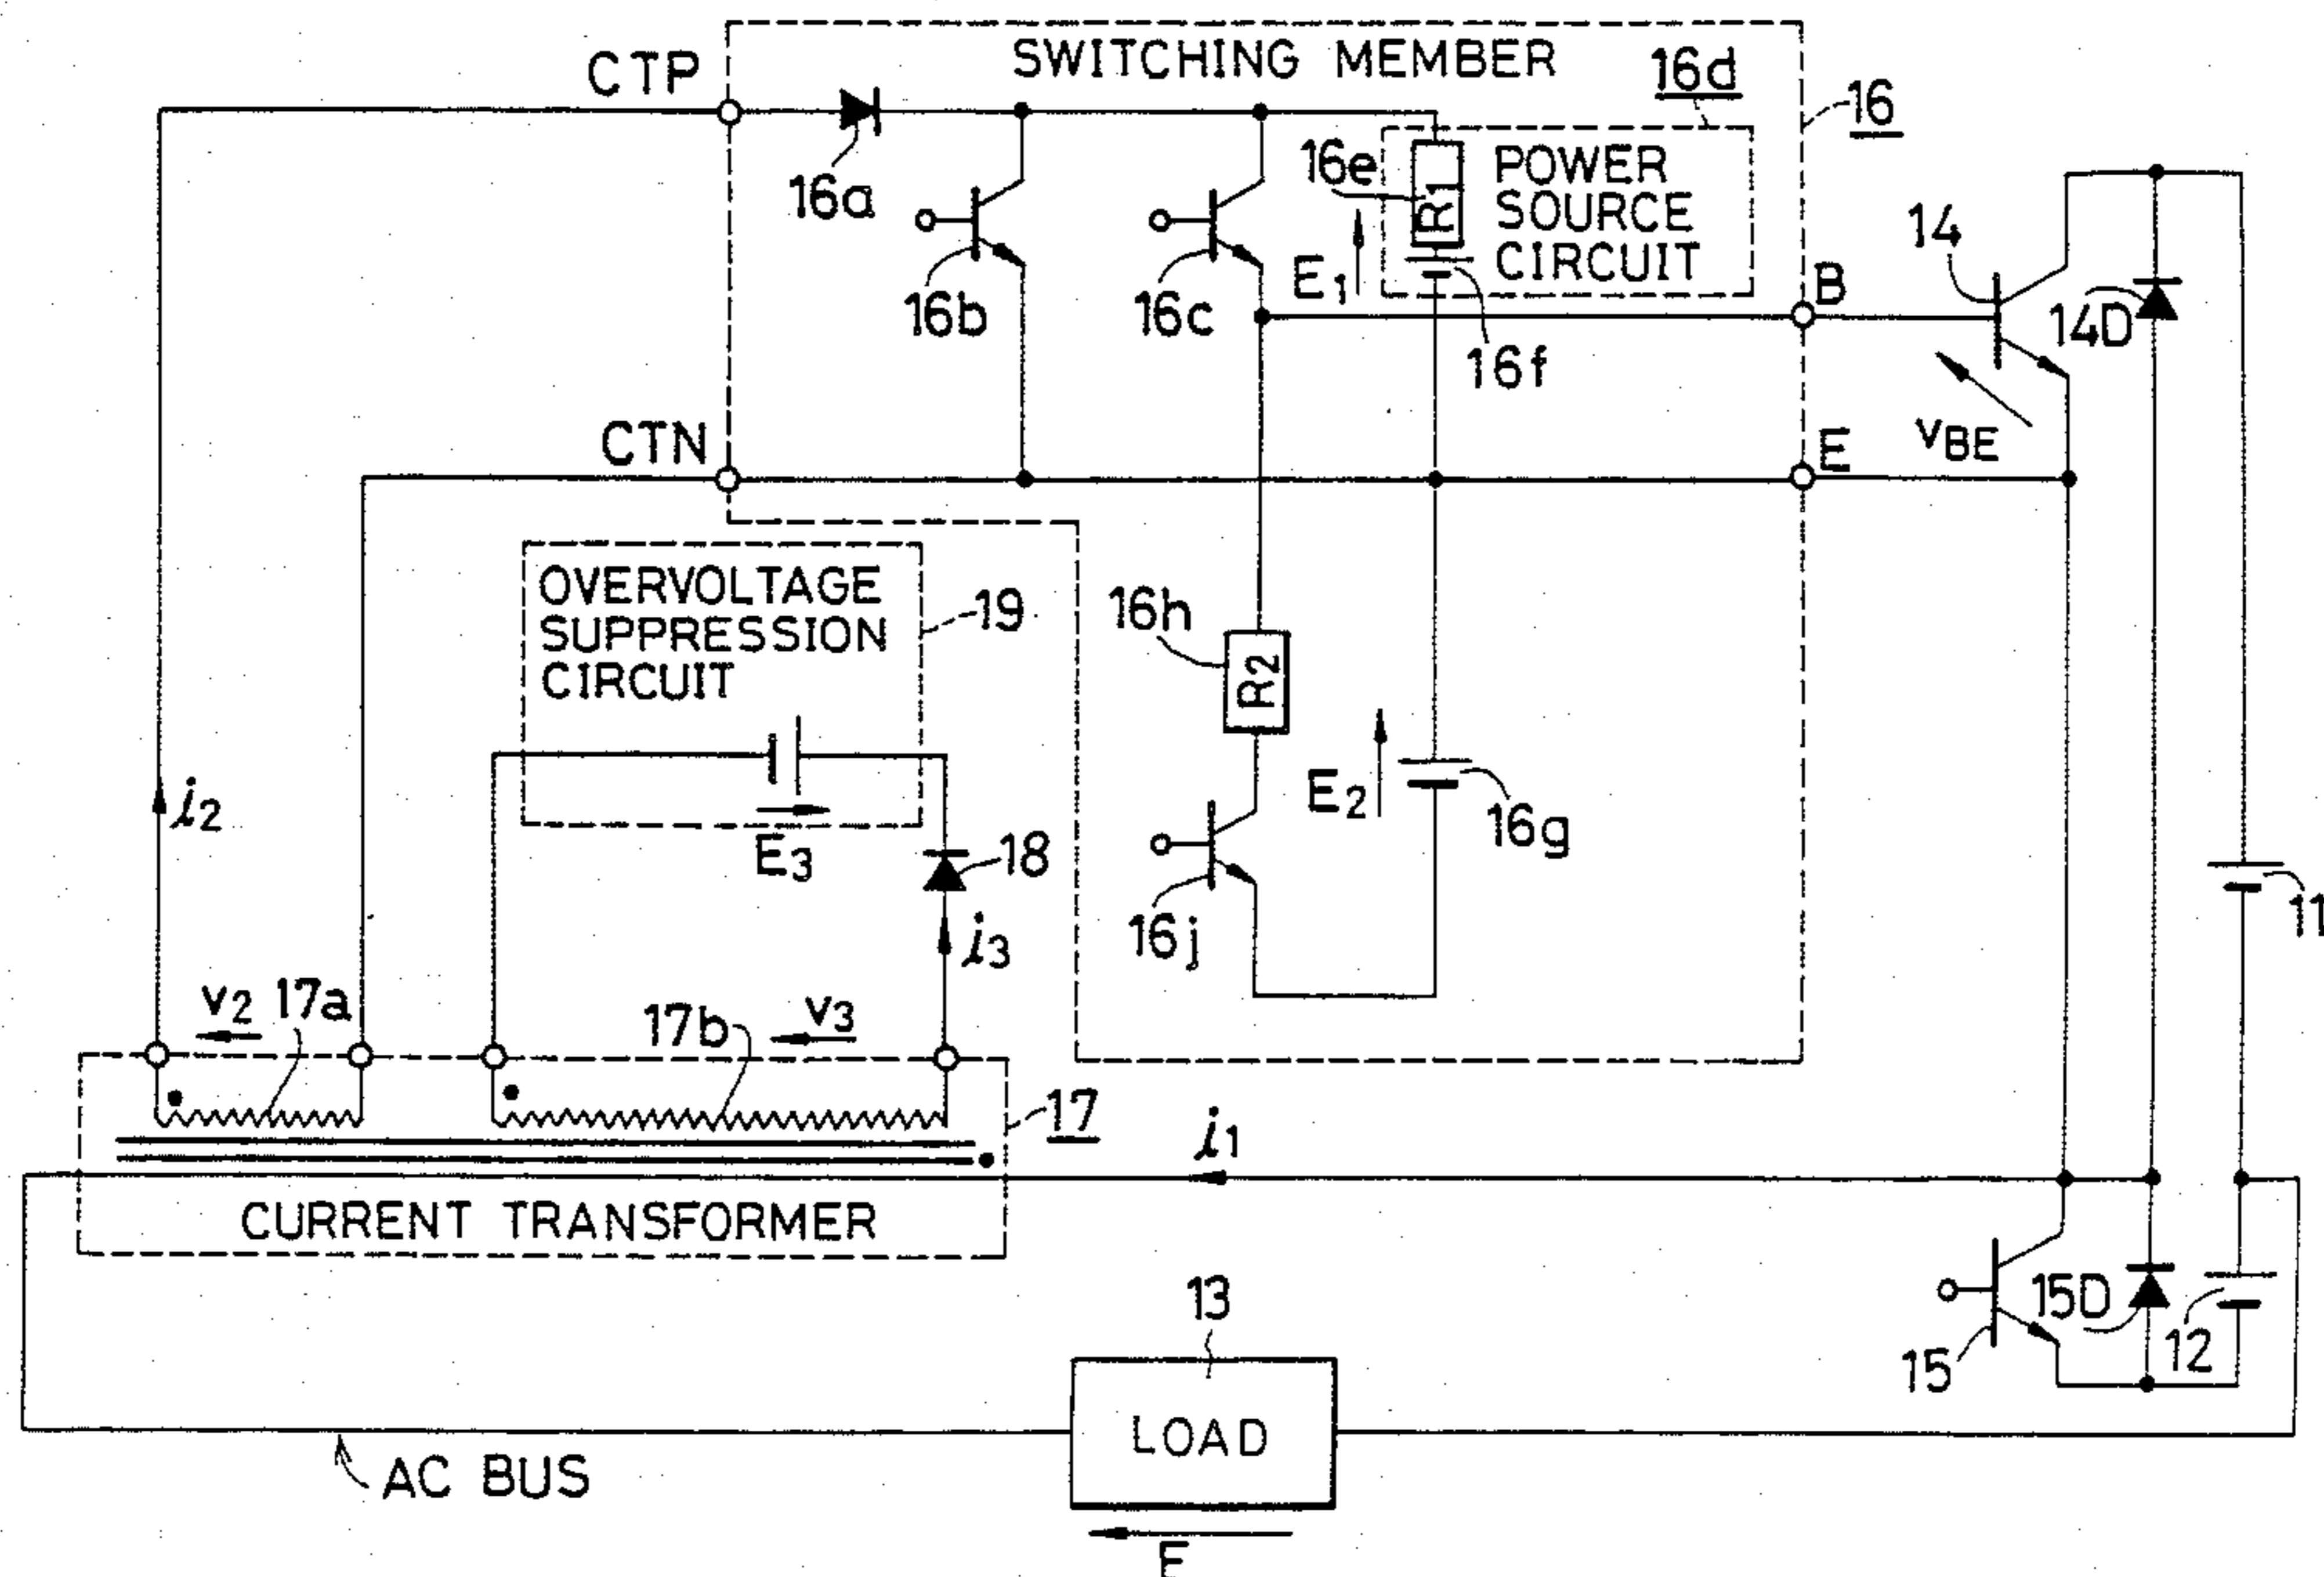 SWITCHING MEMBER
16d
CTP
16
16a
16e
R1
POWER
SOURCE
CIRCUIT
16b
16c
E1
16f
B
14
14D
vBE
CTN
E
OVERVOLTAGE
SUPPRESSION
CIRCUIT
19
16h
R2
i2
E3
18
E2
16g
16j
i3
11
v2
17a
17b
v3
17
i1
CURRENT TRANSFORMER
13
15D
12
15
LOAD
AC BUS
E